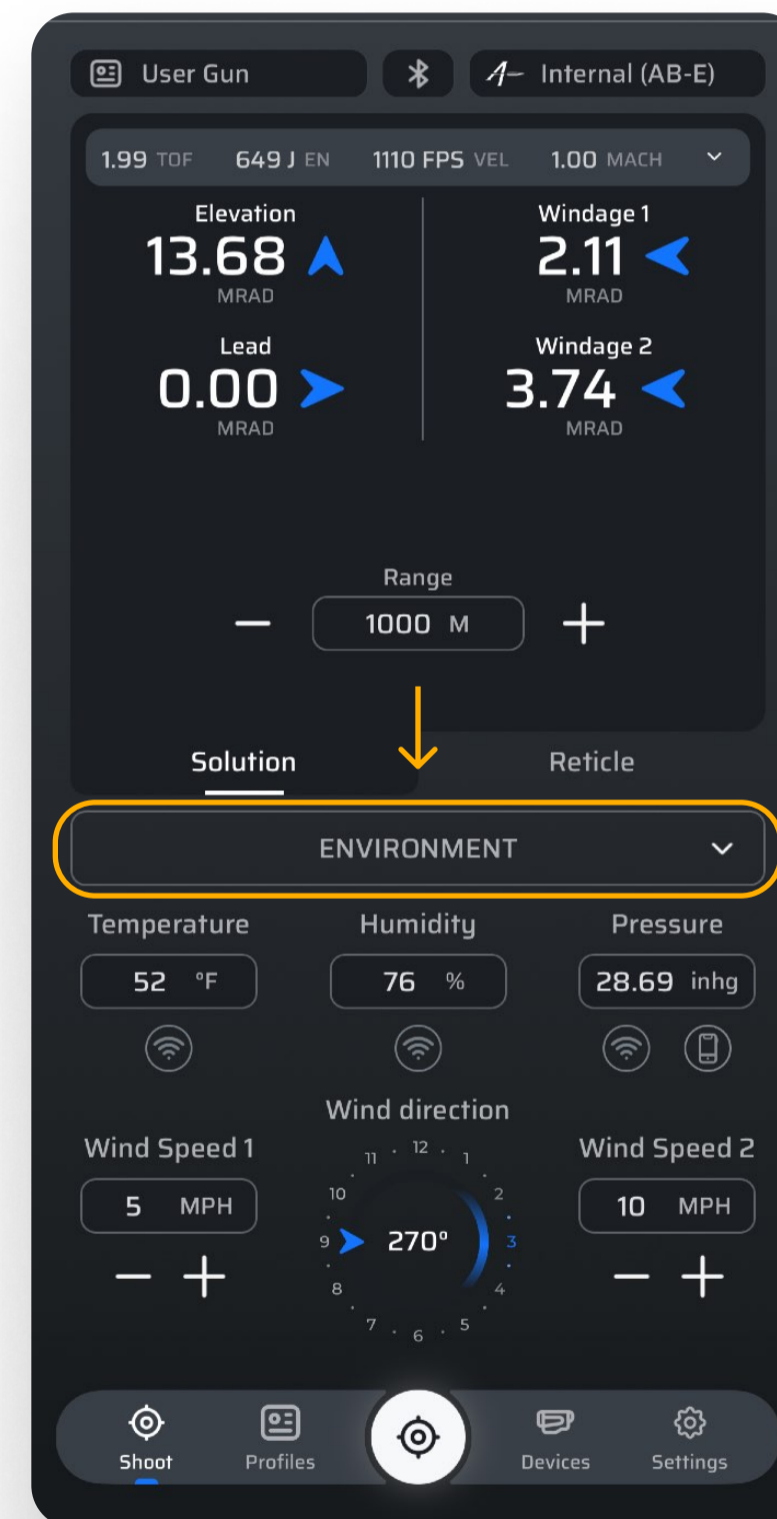 User Gun
Internal (AB-E)
1.99 TOF 649 J EN 1110 FPS VEL 1.00 MACH
Elevation Windage 1
13.68 2.11
MRAD MRAD
Lead Windage 2
0.00 3.74
MRAD MRAD
Range
1000 M
Solution Reticle
ENVIRONMENT
Temperature Humidity Pressure
52 °F 76 % 28.69 inhg
Wind direction
Wind Speed 1
5 MPH
12
1
2
3
4
5
6
7
8
9
10
11
270°
Wind Speed 2
10 MPH
Shoot Profiles Devices Settings